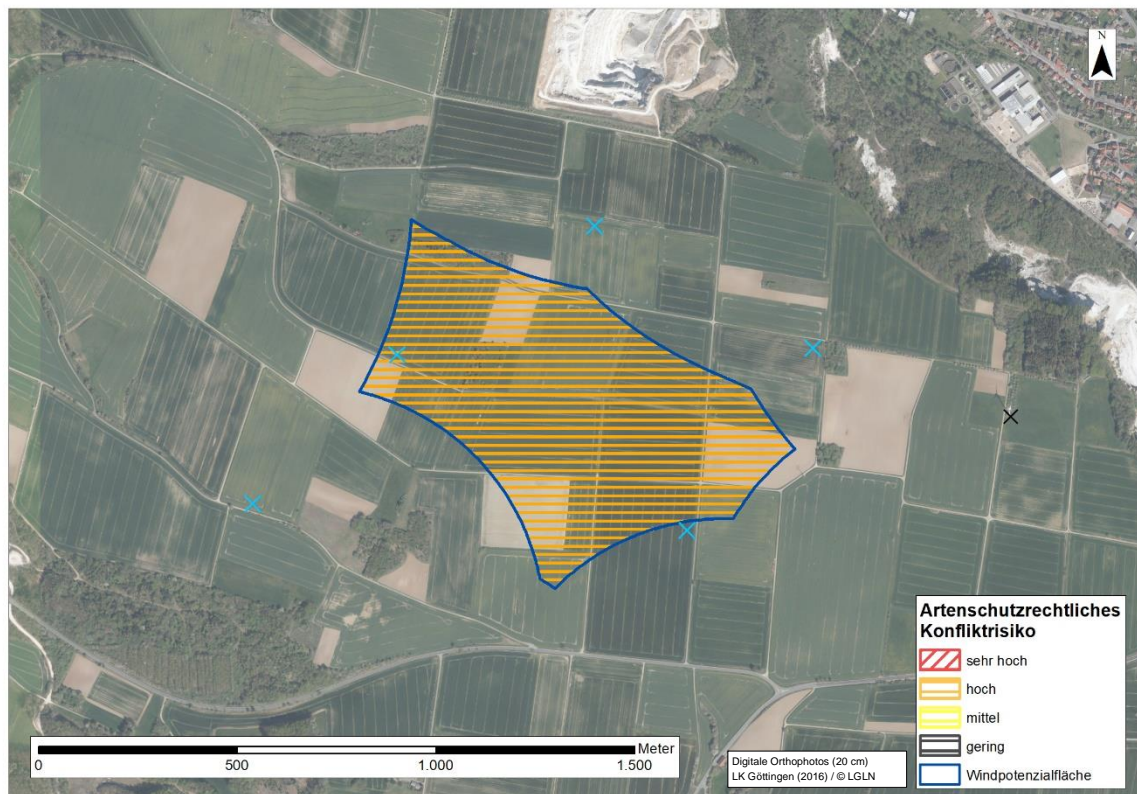 N
Artenschutzrechtliches
Konfliktrisiko
sehr hoch
hoch
mittel
gering
Windpotenzialfläche
Meter
0 500 1.000 1.500
Digitale Orthophotos (20 cm)
LK Göttingen (2016) / © LGLN